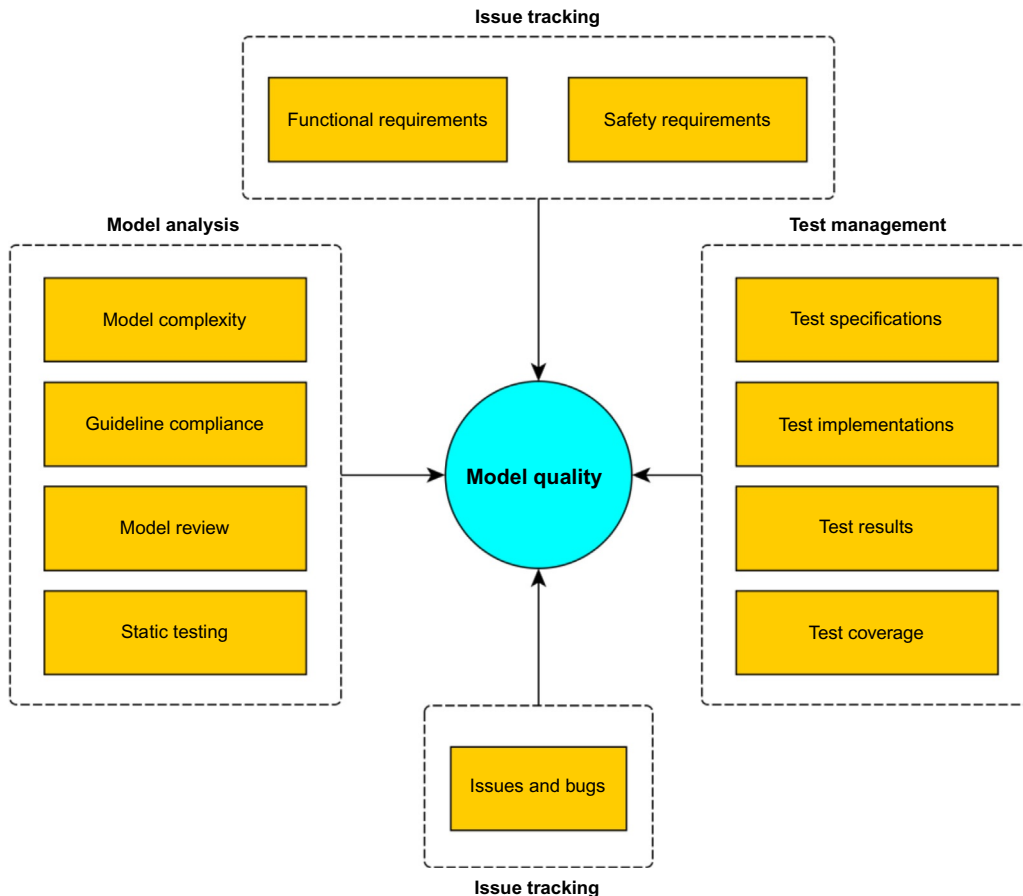 Issue tracking
Functional requirements
Safety requirements
Model analysis
Model complexity
Guideline compliance
Model review
Static testing
Model quality
Test management
Test specifications
Test implementations
Test results
Test coverage
Issues and bugs
Issue tracking